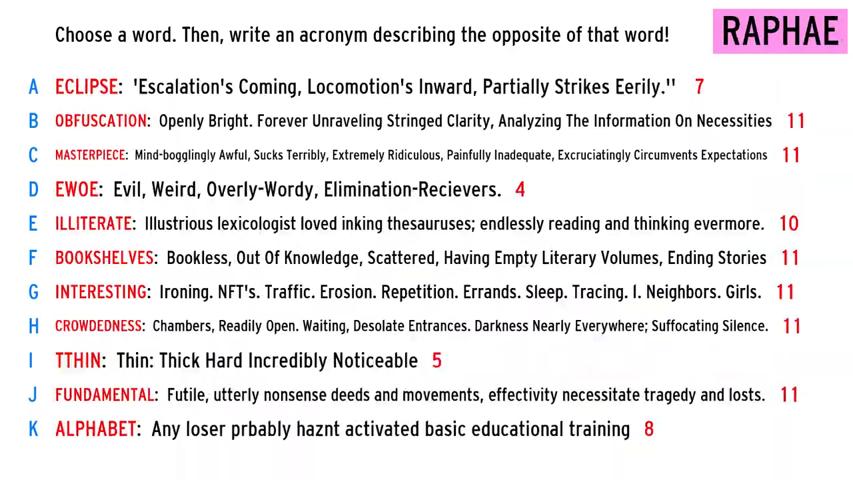 Choose a word. Then, write an acronym describing the opposite of that word!
RAPHAE
A ECLIPSE: 'Escalation's Coming, Locomotion's Inward, Partially Strikes Eerily.'' 7
B OBFUSCATION: Openly Bright. Forever Unraveling Stringed Clarity, Analyzing The Information On Necessities 11
C MASTERPIECE: Mind-bogglingly Awful, Sucks Terribly, Extremely Ridiculous, Painfully Inadequate, Excruciatingly Circumvents Expectations 11
D EWOE: Evil, Weird, Overly-Wordy, Elimination-Recievers. 4
E ILLITERATE: Illustrious lexicologist loved inking thesauruses; endlessly reading and thinking evermore. 10
F BOOKSHELVES: Bookless, Out Of Knowledge, Scattered, Having Empty Literary Volumes, Ending Stories 11
G INTERESTING: Ironing. NFT's. Traffic. Erosion. Repetition. Errands. Sleep. Tracing. I. Neighbors. Girls. 11
H CROWDEDNESS: Chambers, Readily Open. Waiting, Desolate Entrances. Darkness Nearly Everywhere; Suffocating Silence. 11
I TTHIN: Thin: Thick Hard Incredibly Noticeable 5
J FUNDAMENTAL: Futile, utterly nonsense deeds and movements, effectivity necessitate tragedy and losts. 11
K ALPHABET: Any loser prbably haznt activated basic educational training 8